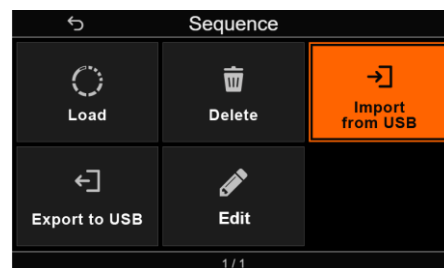 Sequence
Load
Delete
Import
from USB
Export to USB
Edit
1/1